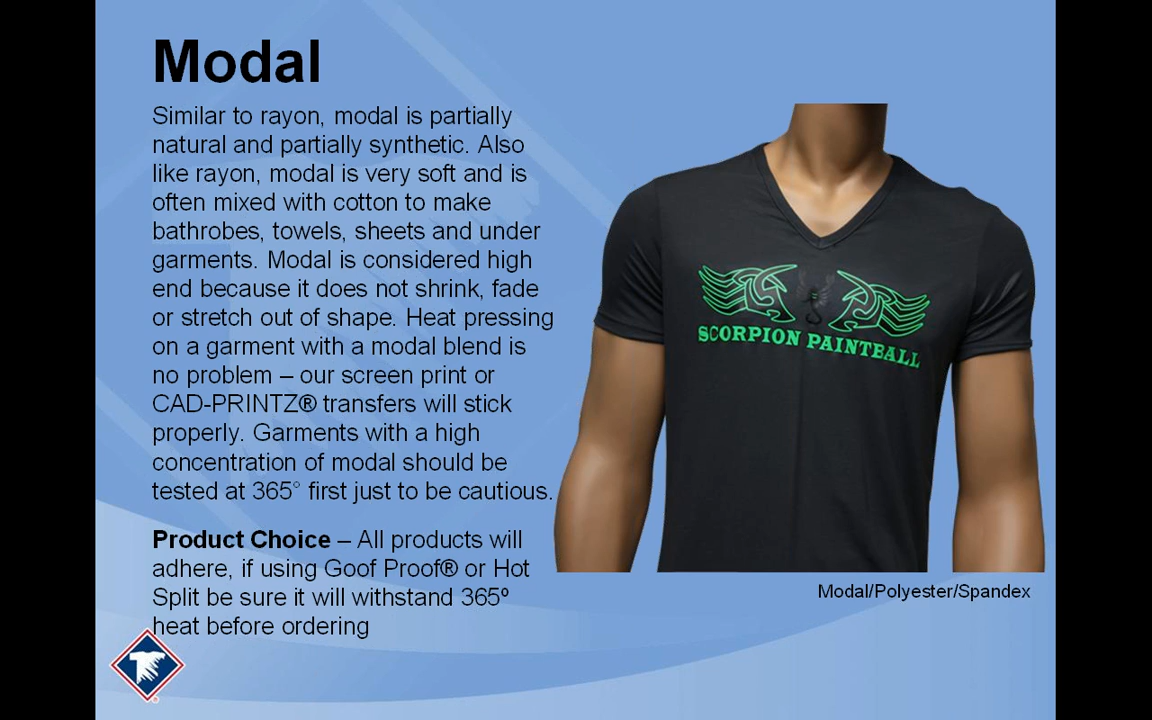 Modal
Similar to rayon, modal is partially
natural and partially synthetic. Also
like rayon, modal is very soft and is
often mixed with cotton to make
bathrobes, towels, sheets and under
garments. Modal is considered high
end because it does not shrink, fade
or stretch out of shape. Heat pressing
on a garment with a modal blend is
no problem – our screen print or
CAD-PRINTZ® transfers will stick
properly. Garments with a high
concentration of modal should be
tested at 365° first just to be cautious.
Product Choice – All products will
adhere, if using Goof Proof® or Hot
Split be sure it will withstand 365º
heat before ordering
SCORPION PAINTBALL
Modal/Polyester/Spandex